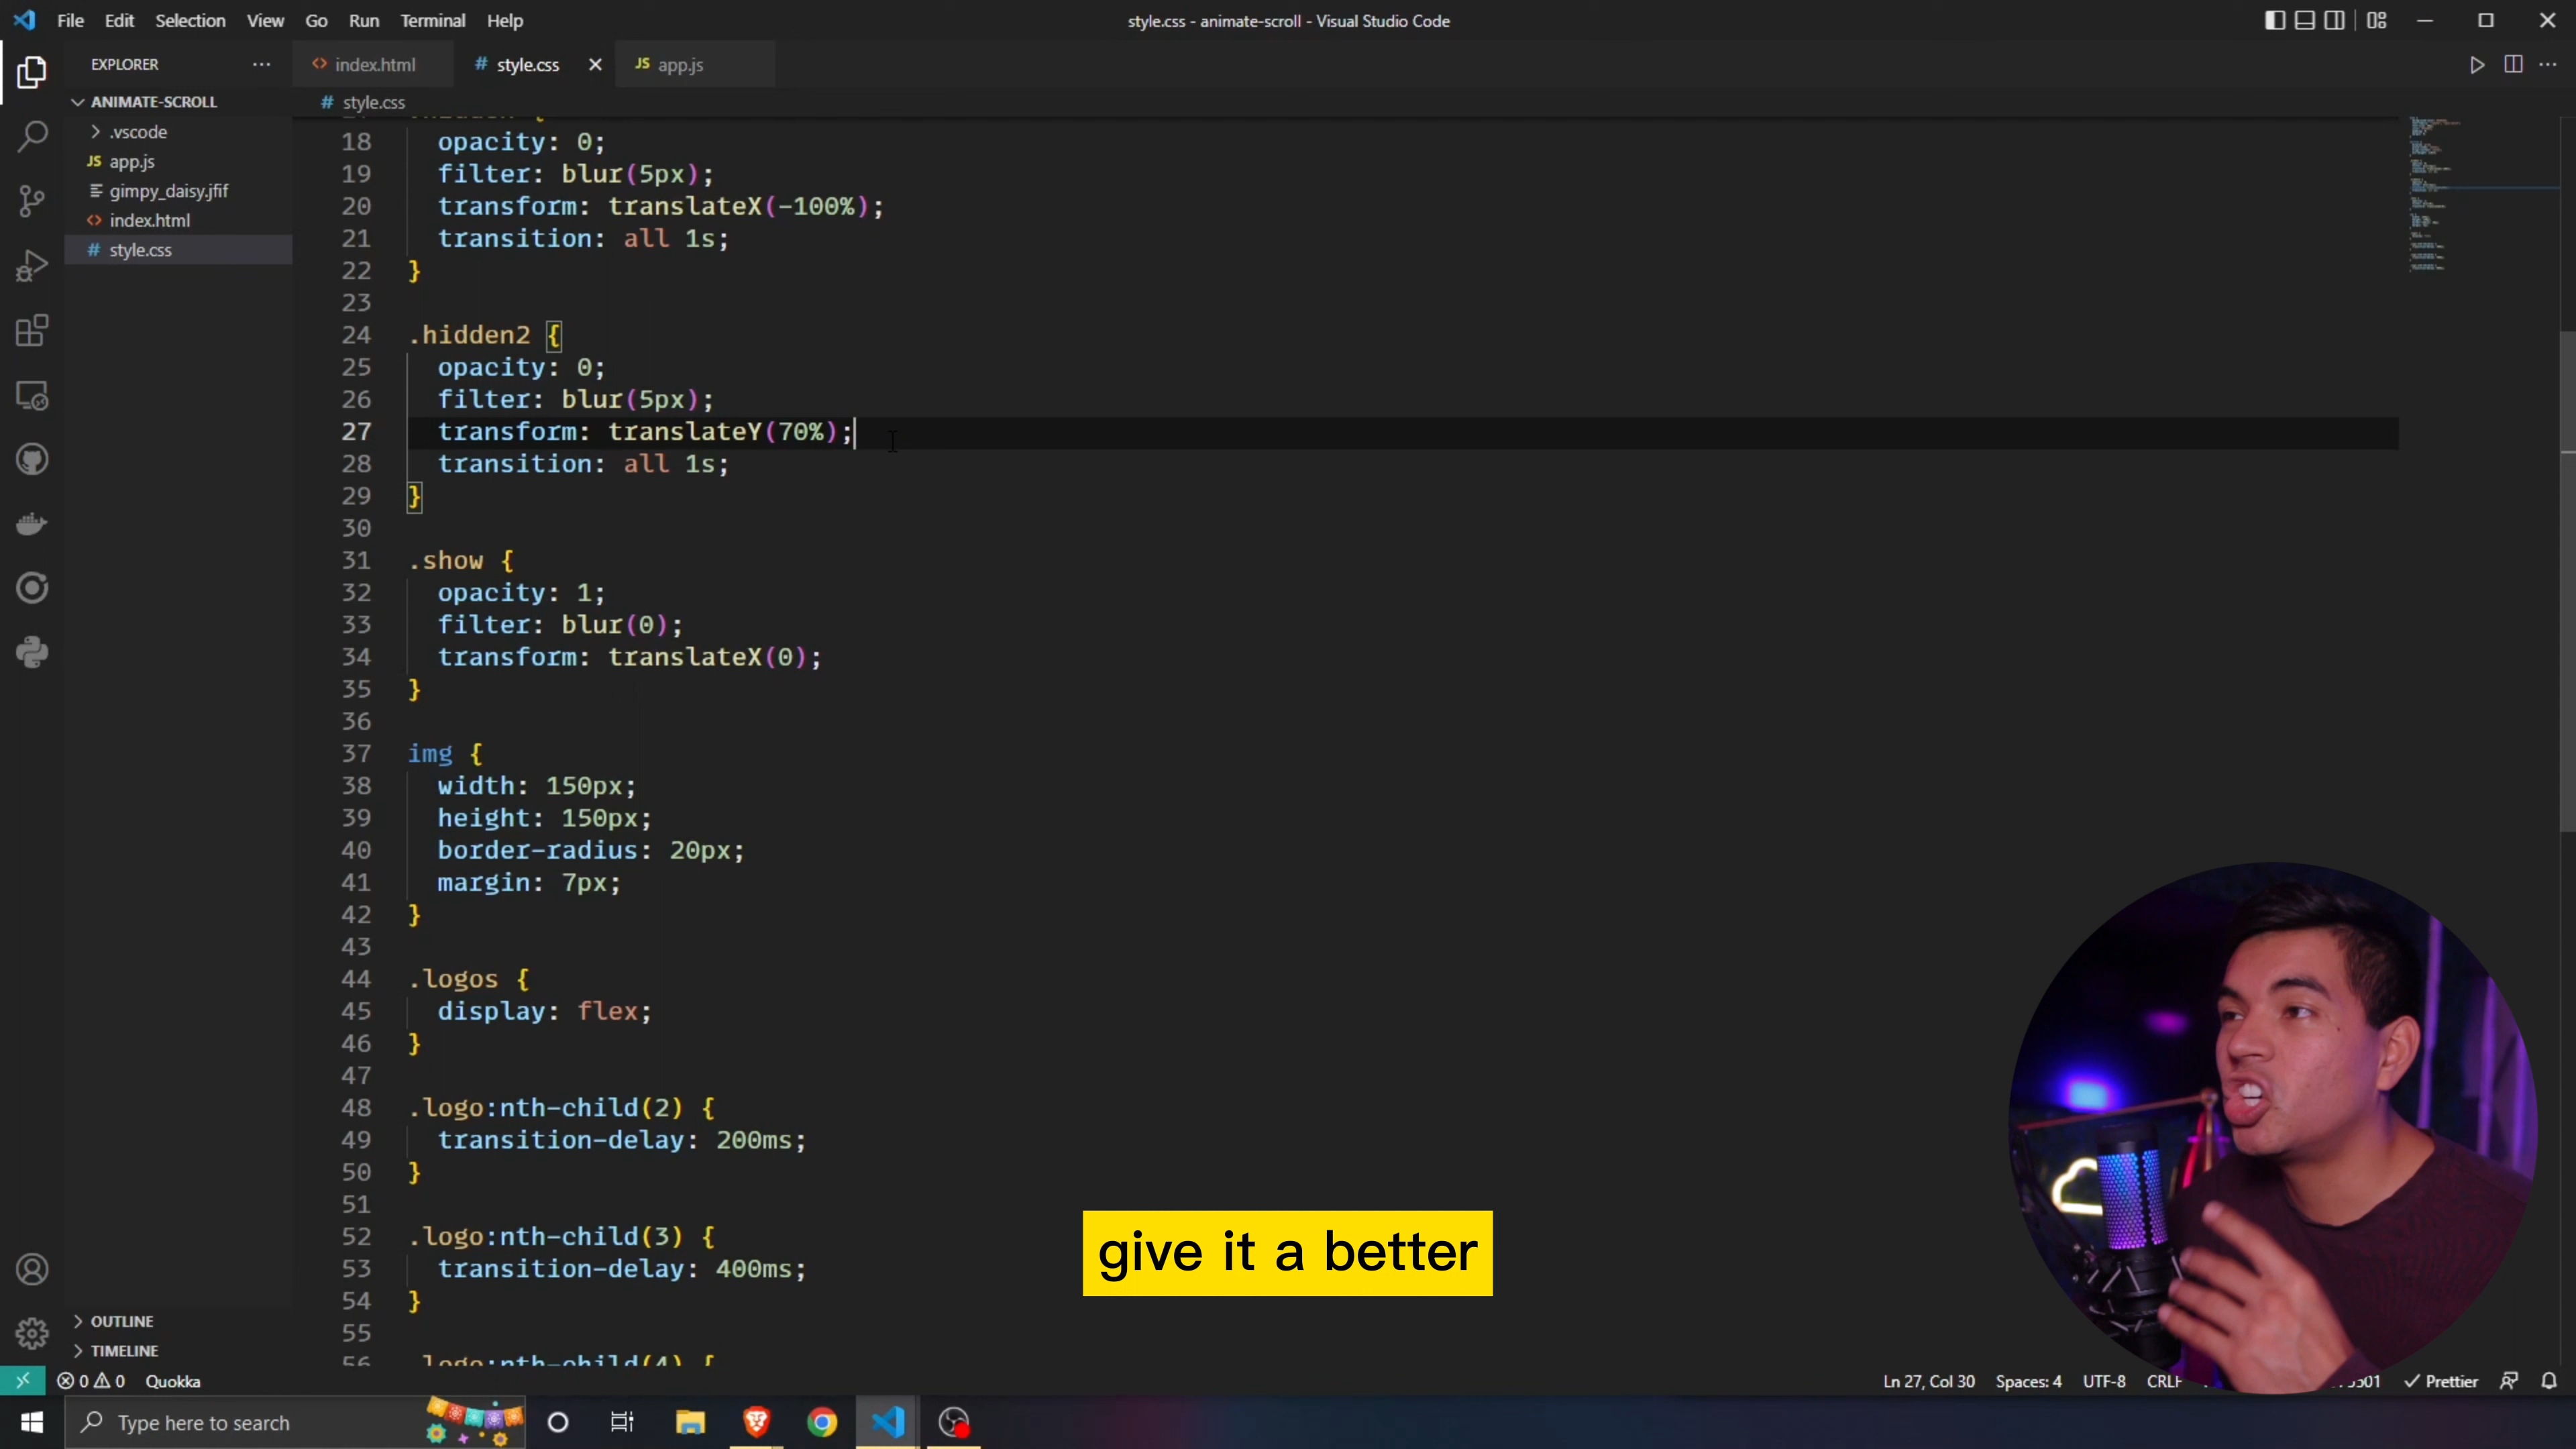 File Edit Selection View Go Run Terminal Help
style.css - animate-scroll - Visual Studio Code
EXPLORER
index.html
# style.css
JS app.js
ANIMATE-SCROLL
.vscode
JS app.js
gimpy_daisy.jfif
index.html
# style.css
# style.css
18 opacity: 0;
19 filter: blur(5px);
20 transform: translateX(-100%);
21 transition: all 1s;
22 }
23
24 .hidden2 {
25 opacity: 0;
26 filter: blur(5px);
27 transform: translateY(70%);
28 transition: all 1s;
29 }
30
31 .show {
32 opacity: 1;
33 filter: blur(0);
34 transform: translateX(0);
35 }
36
37 img {
38 width: 150px;
39 height: 150px;
40 border-radius: 20px;
41 margin: 7px;
42 }
43
44 .logos {
45 display: flex;
46 }
47
48 .logo:nth-child(2) {
49 transition-delay: 200ms;
50 }
51
52 .logo:nth-child(3) {
53 transition-delay: 400ms;
54 }
55
56 .logo:nth-child(4) {
give it a better
OUTLINE
TIMELINE
0 0 Quokka
Ln 27, Col 30 Spaces: 4 UTF-8 CRLF Prettier
Type here to search